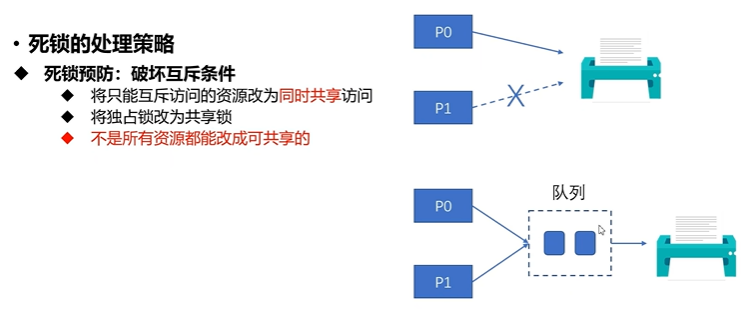 • 死锁的处理策略
◆ 死锁预防：破坏互斥条件
◆ 将只能互斥访问的资源改为同时共享访问
◆ 将独占锁改为共享锁
◆ 不是所有资源都能改成可共享的
P0
P1
X
队列
P0
P1